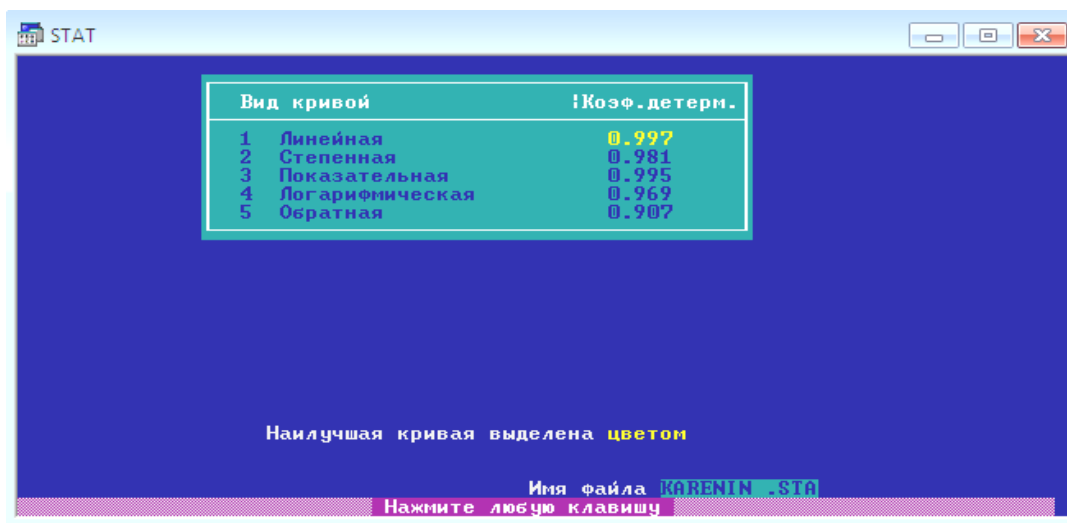 STAT
Вид кривой ¦Коэф.детерм.
1 Линейная 0.997
2 Степенная 0.981
3 Показательная 0.995
4 Логарифмическая 0.969
5 Обратная 0.907
Наилучшая кривая выделена цветом
Имя файла KARENIN .STA
Нажмите любую клавишу